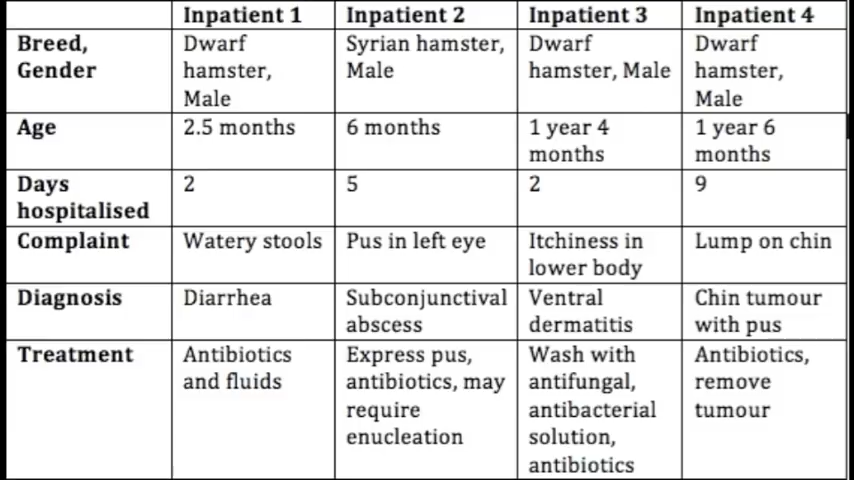 Inpatient 1 Inpatient 2 Inpatient 3 Inpatient 4
Breed, Dwarf Syrian hamster, Dwarf Dwarf
Gender hamster, Male hamster, Male hamster,
Male Male
Age 2.5 months 6 months 1 year 4 1 year 6
months months
Days 2 5 2 9
hospitalised
Complaint Watery stools Pus in left eye Itchiness in Lump on chin
lower body
Diagnosis Diarrhea Subconjunctival Ventral Chin tumour
abscess dermatitis with pus
Treatment Antibiotics Express pus, Wash with Antibiotics,
and fluids antibiotics, may antifungal, remove
require antibacterial tumour
enucleation solution,
antibiotics